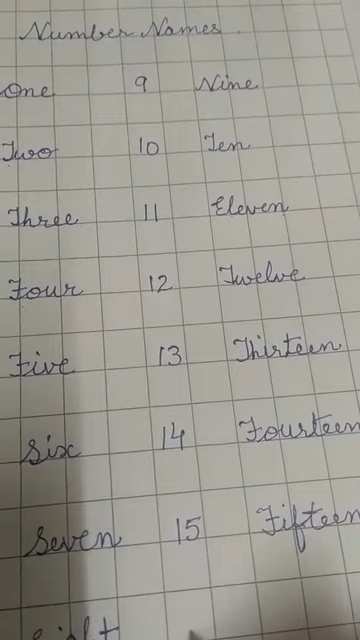 Number Names
One 9 Nine
Two 10 Ten
Three 11 Eleven
Four 12 Twelve
Five 13 Thirteen
Six 14 Fourteen
Seven 15 Fifteen